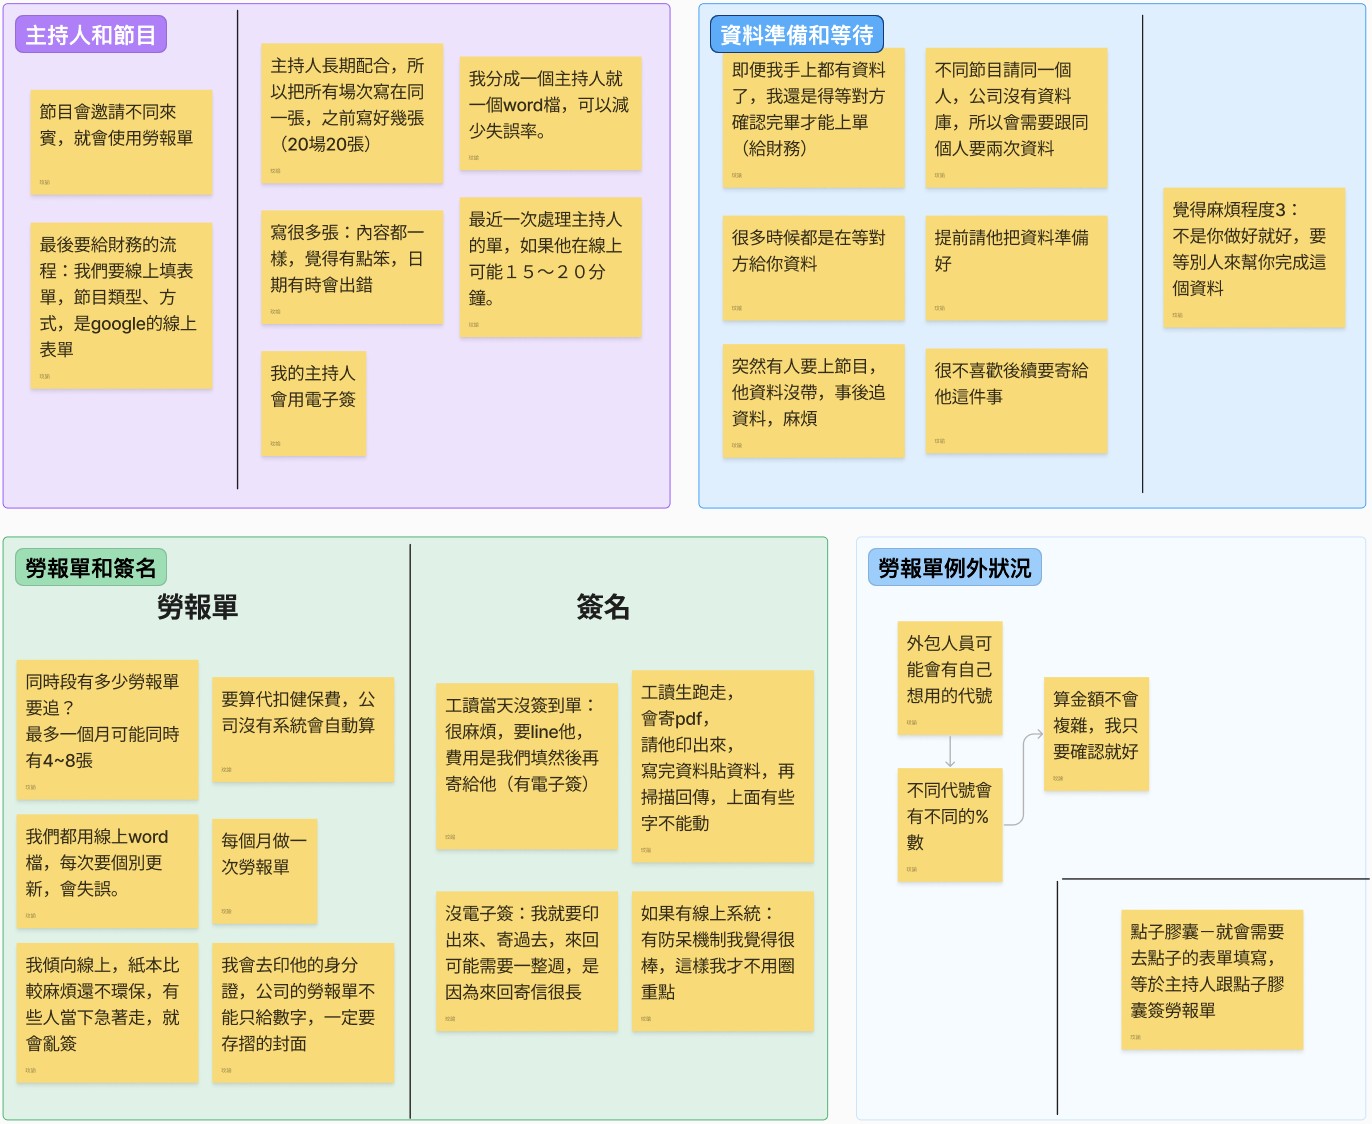 主持人和節目
節目會邀請不同來
賓，就會使用勞報單
最後要給財務的流
程：我們要線上填表
單，節目類型、方
式，是google的線上
表單
主持人長期配合，所
以把所有場次寫在同
一張，之前寫好幾張
（20場20張）
我分成一個主持人就
一個word檔，可以減
少失誤率。
寫很多張：內容都一
樣，覺得有點笨，日
期有時會出錯
最近一次處理主持人
的單，如果他在線上
可能１５～２０分
鐘。
我的主持人
會用電子簽
資料準備和等待
即便我手上都有資料
了，我還是得等對方
確認完畢才能上單
（給財務）
不同節目請同一個
人，公司沒有資料
庫，所以會需要跟同
個人要兩次資料
很多時候都是在等對
方給你資料
提前請他把資料準備
好
突然有人要上節目，
他資料沒帶，事後追
資料，麻煩
很不喜歡後續要寄給
他這件事
覺得麻煩程度3：
不是你做好就好，要
等別人來幫你完成這
個資料
勞報單和簽名
勞報單
同時段有多少勞報單
要追？
最多一個月可能同時
有4~8張
要算代扣健保費，公
司沒有系統會自動算
我們都用線上word
檔，每次要個別更
新，會失誤。
每個月做一
次勞報單
我傾向線上，紙本比
較麻煩還不環保，有
些人當下急著走，就
會亂簽
我會去印他的身分
證，公司的勞報單不
能只給數字，一定要
存摺的封面
簽名
工讀當天沒簽到單：
很麻煩，要line他，
費用是我們填然後再
寄給他（有電子簽）
工讀生跑走，
會寄pdf，
請他印出來，
寫完資料貼資料，再
掃描回傳，上面有些
字不能動
沒電子簽：我就要印
出來、寄過去，來回
可能需要一整週，是
因為來回寄信很長
如果有線上系統：
有防呆機制我覺得很
棒，這樣我才不用圈
重點
勞報單例外狀況
外包人員可
能會有自己
想用的代號
不同代號會
有不同的%
數
算金額不會
複雜，我只
要確認就好
點子膠囊－就會需要
去點子的表單填寫，
等於主持人跟點子膠
囊簽勞報單